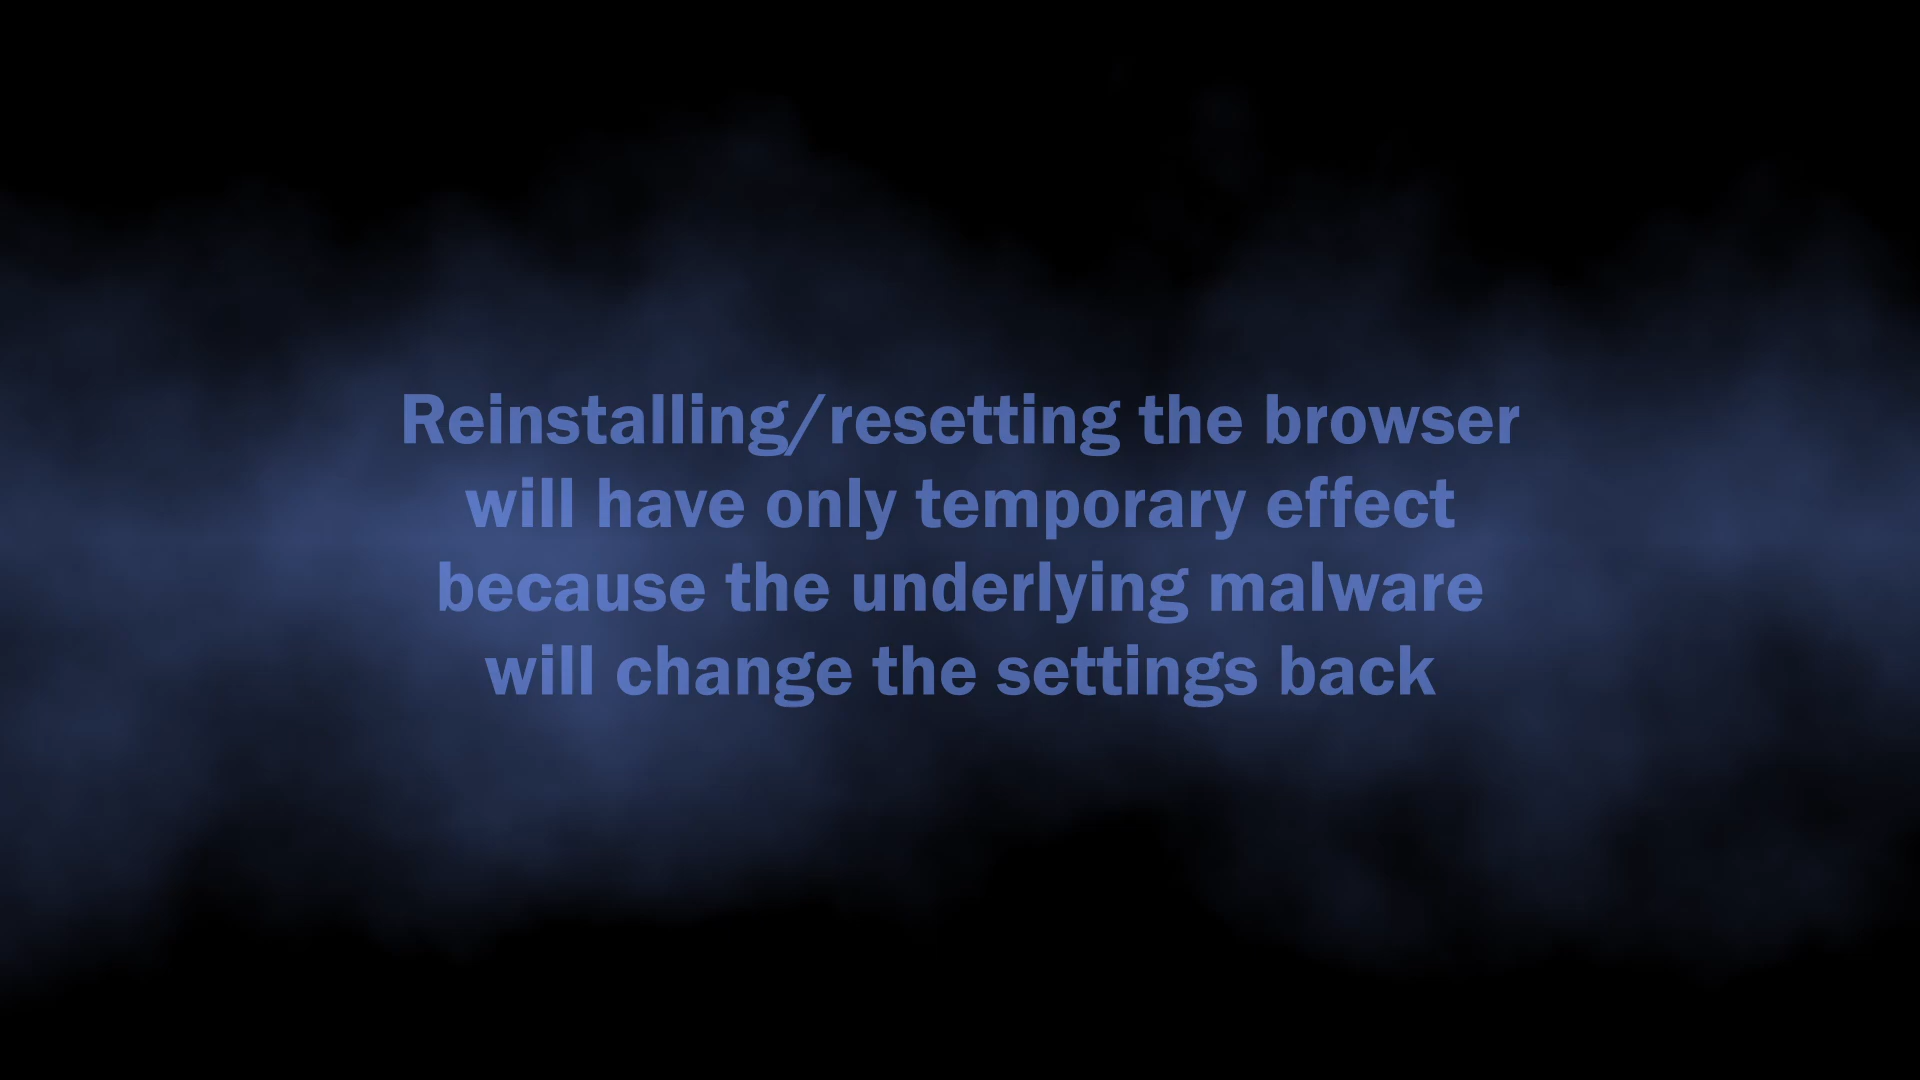 Reinstalling/resetting the browser
will have only temporary effect
because the underlying malware
will change the settings back